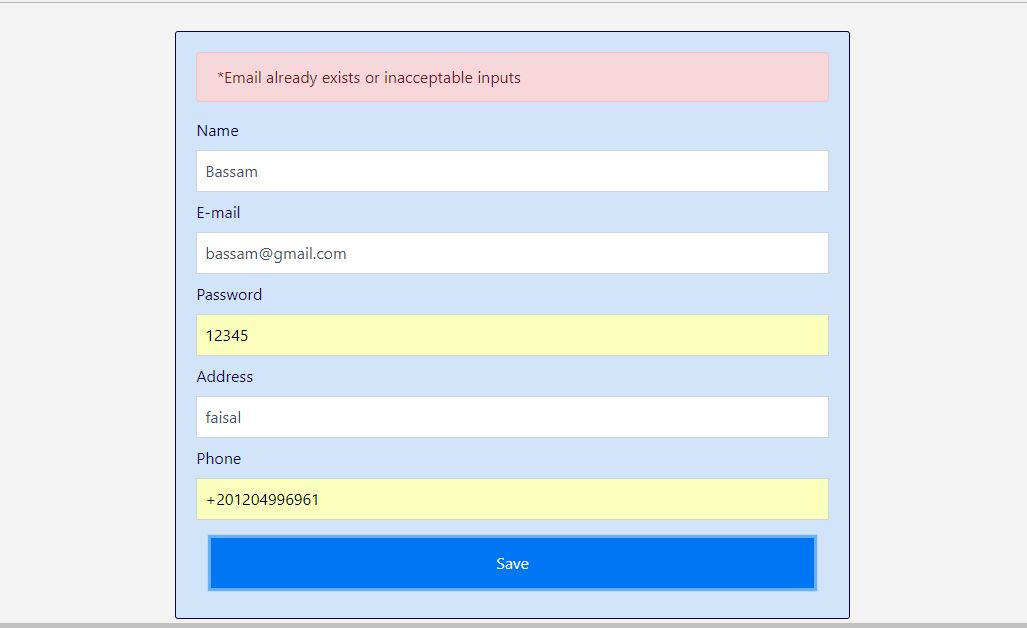 *Email already exists or inacceptable inputs
Name
Bassam
E-mail
bassam@gmail.com
Password
12345
Address
faisal
Phone
+201204996961
Save